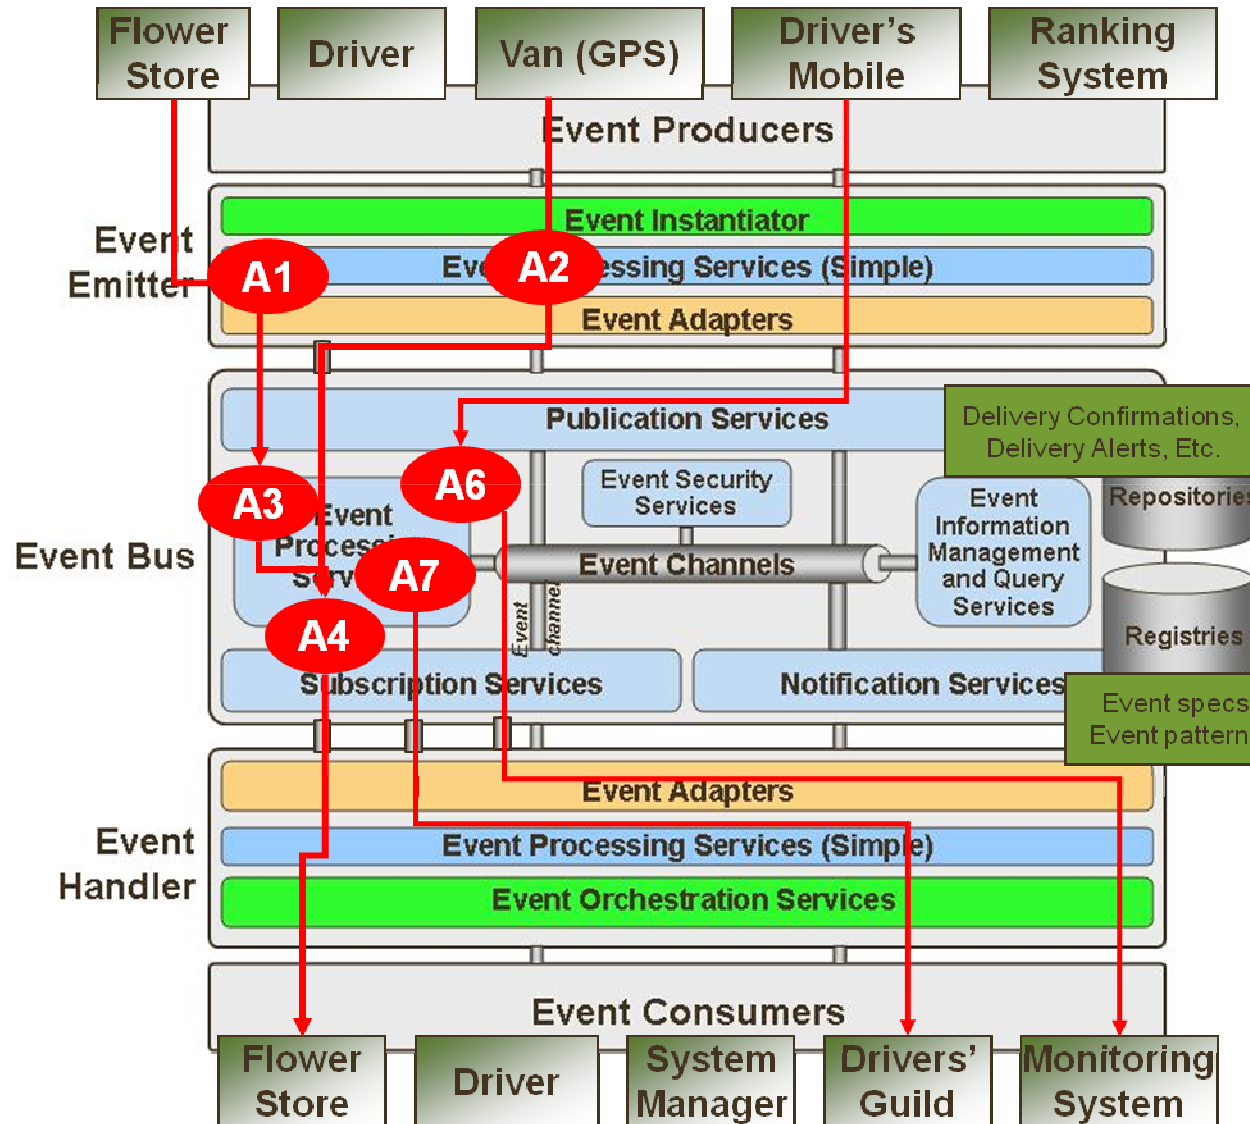 Flower
Store
Driver
Van (GPS)
Driver's
Mobile
Ranking
System
Event Producers
Event
Emitter
Event Instantiator
A1
A2
Processing Services (Simple)
Event Adapters
Publication Services
Delivery Confirmations,
Delivery Alerts, Etc.
A3
A6
Event
Event Security
Services
Event
Information
Management
and Query
Services
Event Bus
A7
Event Channels
Event
channel
A4
Registries
Subscription Services
Notification Services
Event specs
Event pattern
Event
Handler
Event Adapters
Event Processing Services (Simple)
Event Orchestration Services
Event Consumers
Flower
Store
Driver
System
Manager
Drivers'
Guild
Monitoring
System